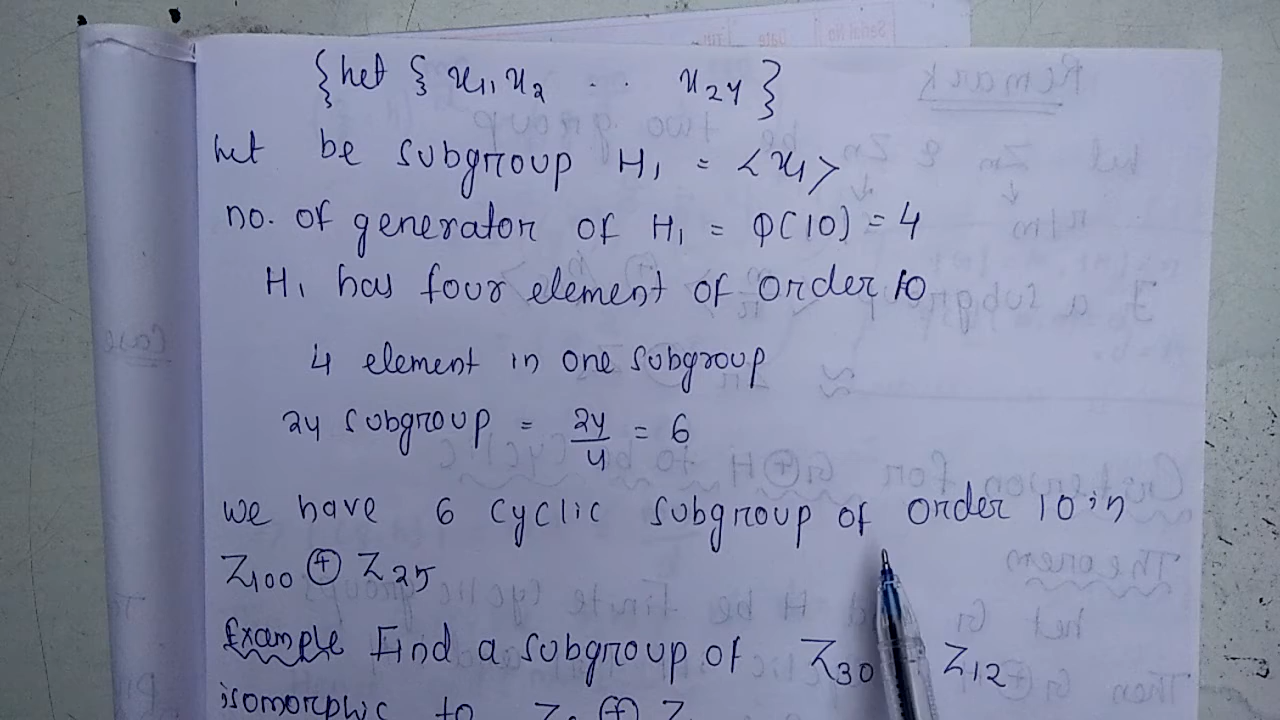 { Let { x1, x2 . . x24 }
Let be subgroup H1 = <x1>
no. of generator of H1 = φ(10) = 4
H1 has four element of order 10
4 element in one subgroup
24 subgroup = 24/4 = 6
we have 6 cyclic subgroup of order 10 in
Z100 ⊕ Z25
Example Find a subgroup of Z30 Z12
isomorphic to Z ⊕ Z